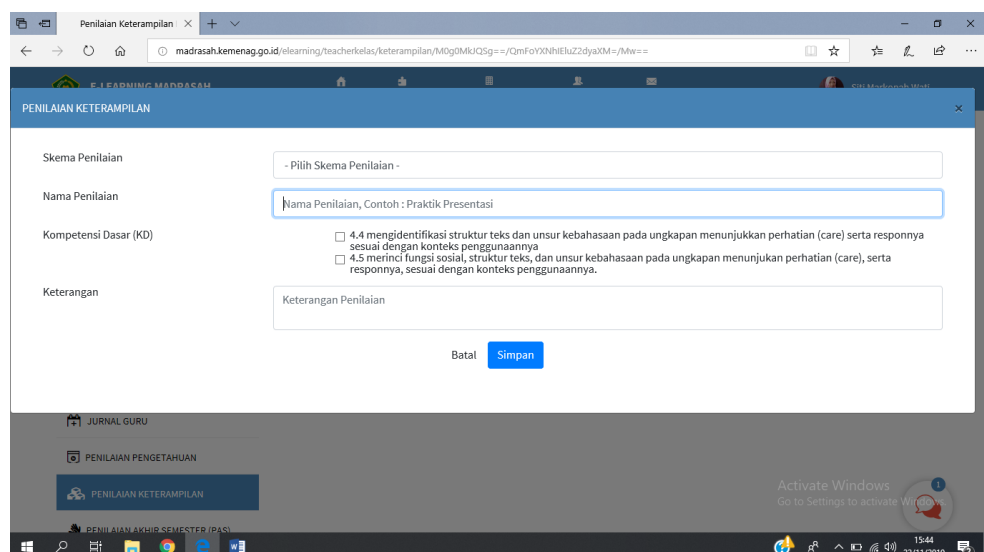 Penilaian Keterampilan
madrasah.kemenag.go.id/elearning/teacherkelas/keterampilan/M0g0MkJQSg==/QmFoYXNhIEluZ2dyaXM=/Mw==
E-LEARNING MADRASAH
Siti Markonah Wati
PENILAIAN KETERAMPILAN
×
Skema Penilaian
- Pilih Skema Penilaian -
Nama Penilaian
Nama Penilaian, Contoh : Praktik Presentasi
Kompetensi Dasar (KD)
4.4 mengidentifikasi struktur teks dan unsur kebahasaan pada ungkapan menunjukkan perhatian (care) serta responnya
sesuai dengan konteks penggunaannya
4.5 merinci fungsi sosial, struktur teks, dan unsur kebahasaan pada ungkapan menunjukan perhatian (care), serta
responnya, sesuai dengan konteks penggunaannya.
Keterangan
Keterangan Penilaian
Batal
Simpan
JURNAL GURU
PENILAIAN PENGETAHUAN
PENILAIAN KETERAMPILAN
PENILAIAN AKHIR SEMESTER (PAS)
Activate Windows
Go to Settings to activate Windows.
1
15:44